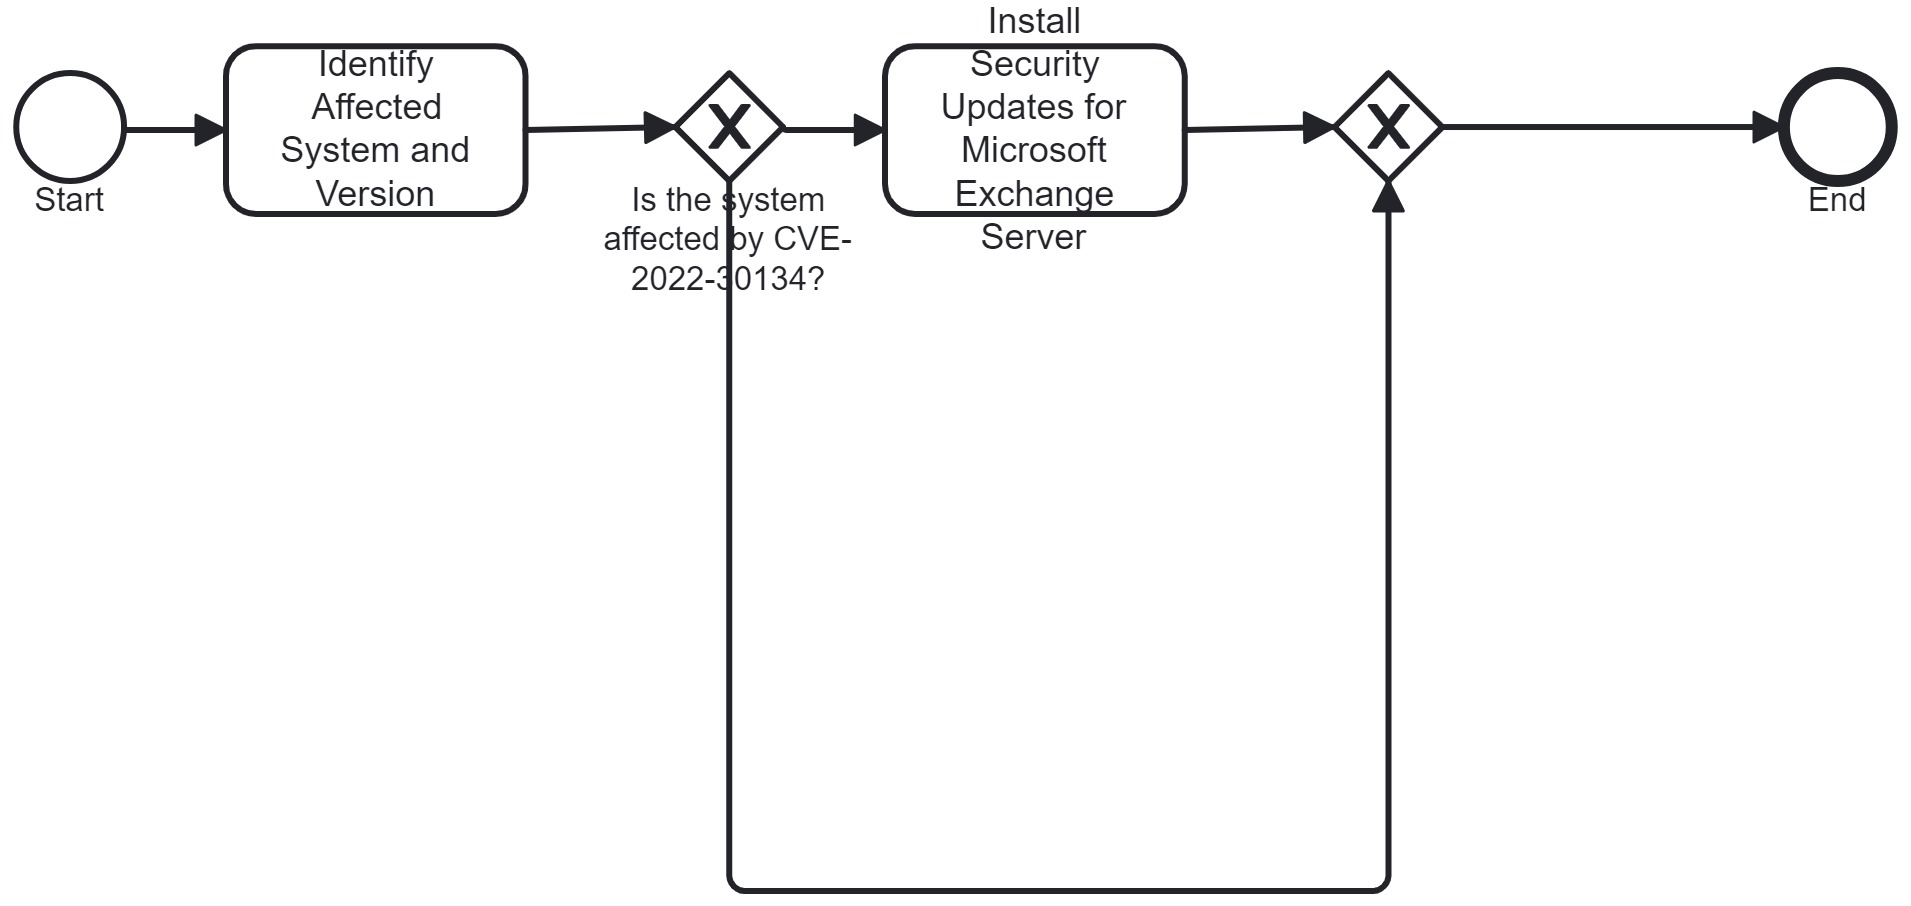 Start
Identify
Affected
System and
Version
X
Is the system
affected by CVE-
2022-30134?
Install
Security
Updates for
Microsoft
Exchange
Server
X
End